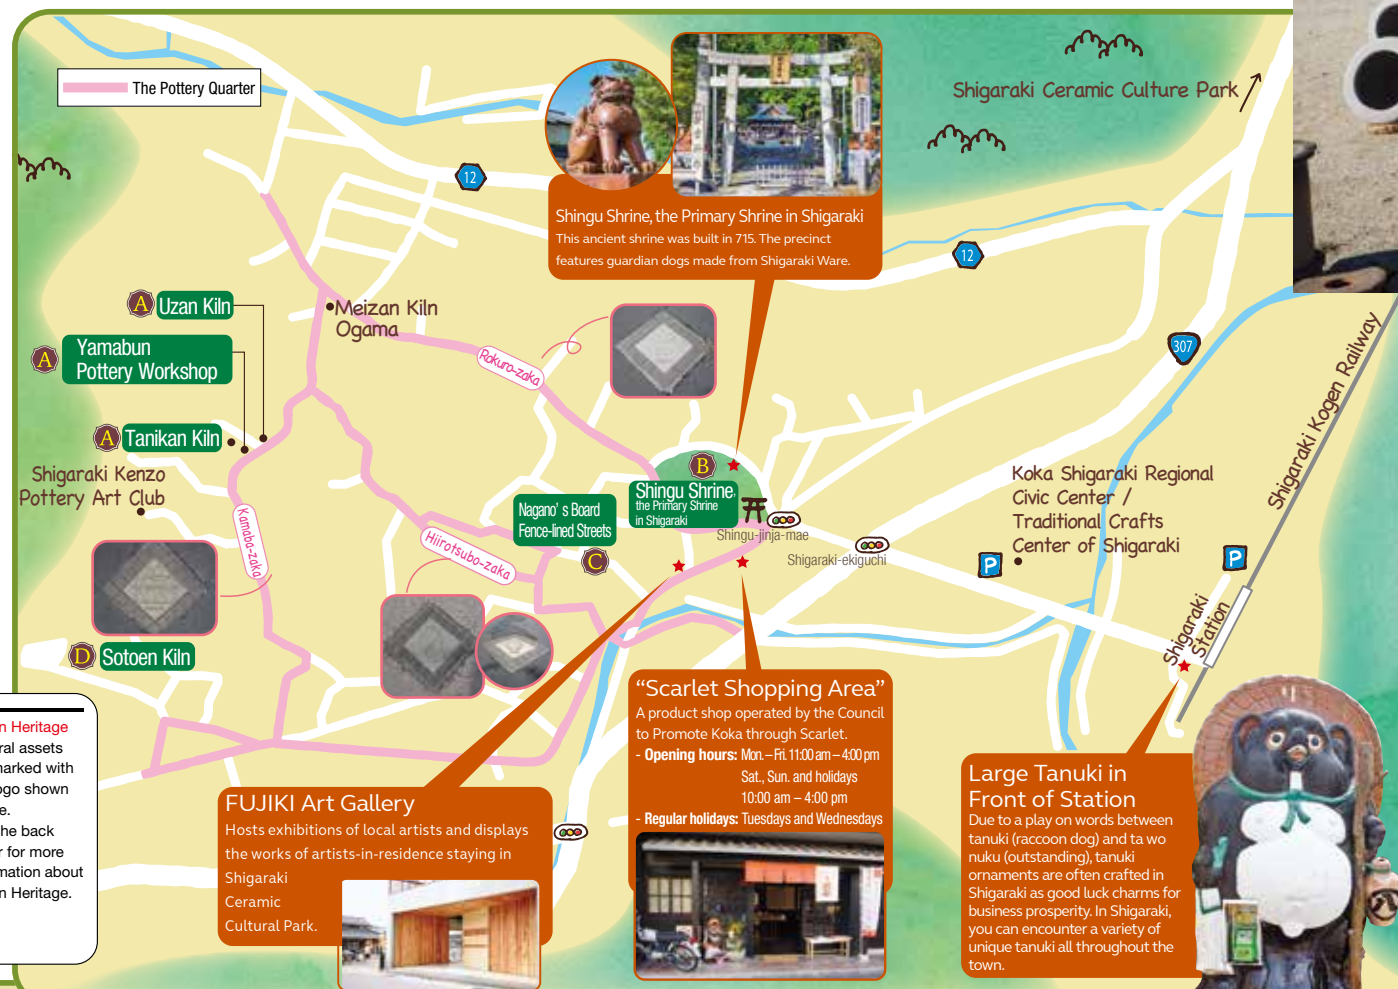 The Pottery Quarter
12
Shingu Shrine, the Primary Shrine in Shigaraki
This ancient shrine was built in 715. The precinct
features guardian dogs made from Shigaraki Ware.
Shigaraki Ceramic Culture Park
12
307
Shigaraki Kogen Railway
A Uzan Kiln
A Yamabun
Pottery Workshop
A Tanikan Kiln
Meizan Kiln
Ogama
Rokuro-zaka
Shigaraki Kenzo
Pottery Art Club
Kamaba-zaka
Hiirotsubo-zaka
Nagano's Board
Fence-lined Streets
C
B
Shingu Shrine,
the Primary Shrine
in Shigaraki
Shingu-jinja-mae
Shigaraki-ekiguchi
Koka Shigaraki Regional
Civic Center /
Traditional Crafts
Center of Shigaraki
P
P
Shigaraki
Station
D Sotoen Kiln
n Heritage
ral assets
marked with
ogo shown
e.
he back
r for more
mation about
n Heritage.
FUJIKI Art Gallery
Hosts exhibitions of local artists and displays
the works of artists-in-residence staying in
Shigaraki
Ceramic
Cultural Park.
“Scarlet Shopping Area”
A product shop operated by the Council
to Promote Koka through Scarlet.
- Opening hours: Mon. – Fri. 11:00 am – 4:00 pm
Sat., Sun. and holidays
10:00 am – 4:00 pm
- Regular holidays: Tuesdays and Wednesdays
Large Tanuki in
Front of Station
Due to a play on words between
tanuki (raccoon dog) and ta wo
nuku (outstanding), tanuki
ornaments are often crafted in
Shigaraki as good luck charms for
business prosperity. In Shigaraki,
you can encounter a variety of
unique tanuki all throughout the
town.